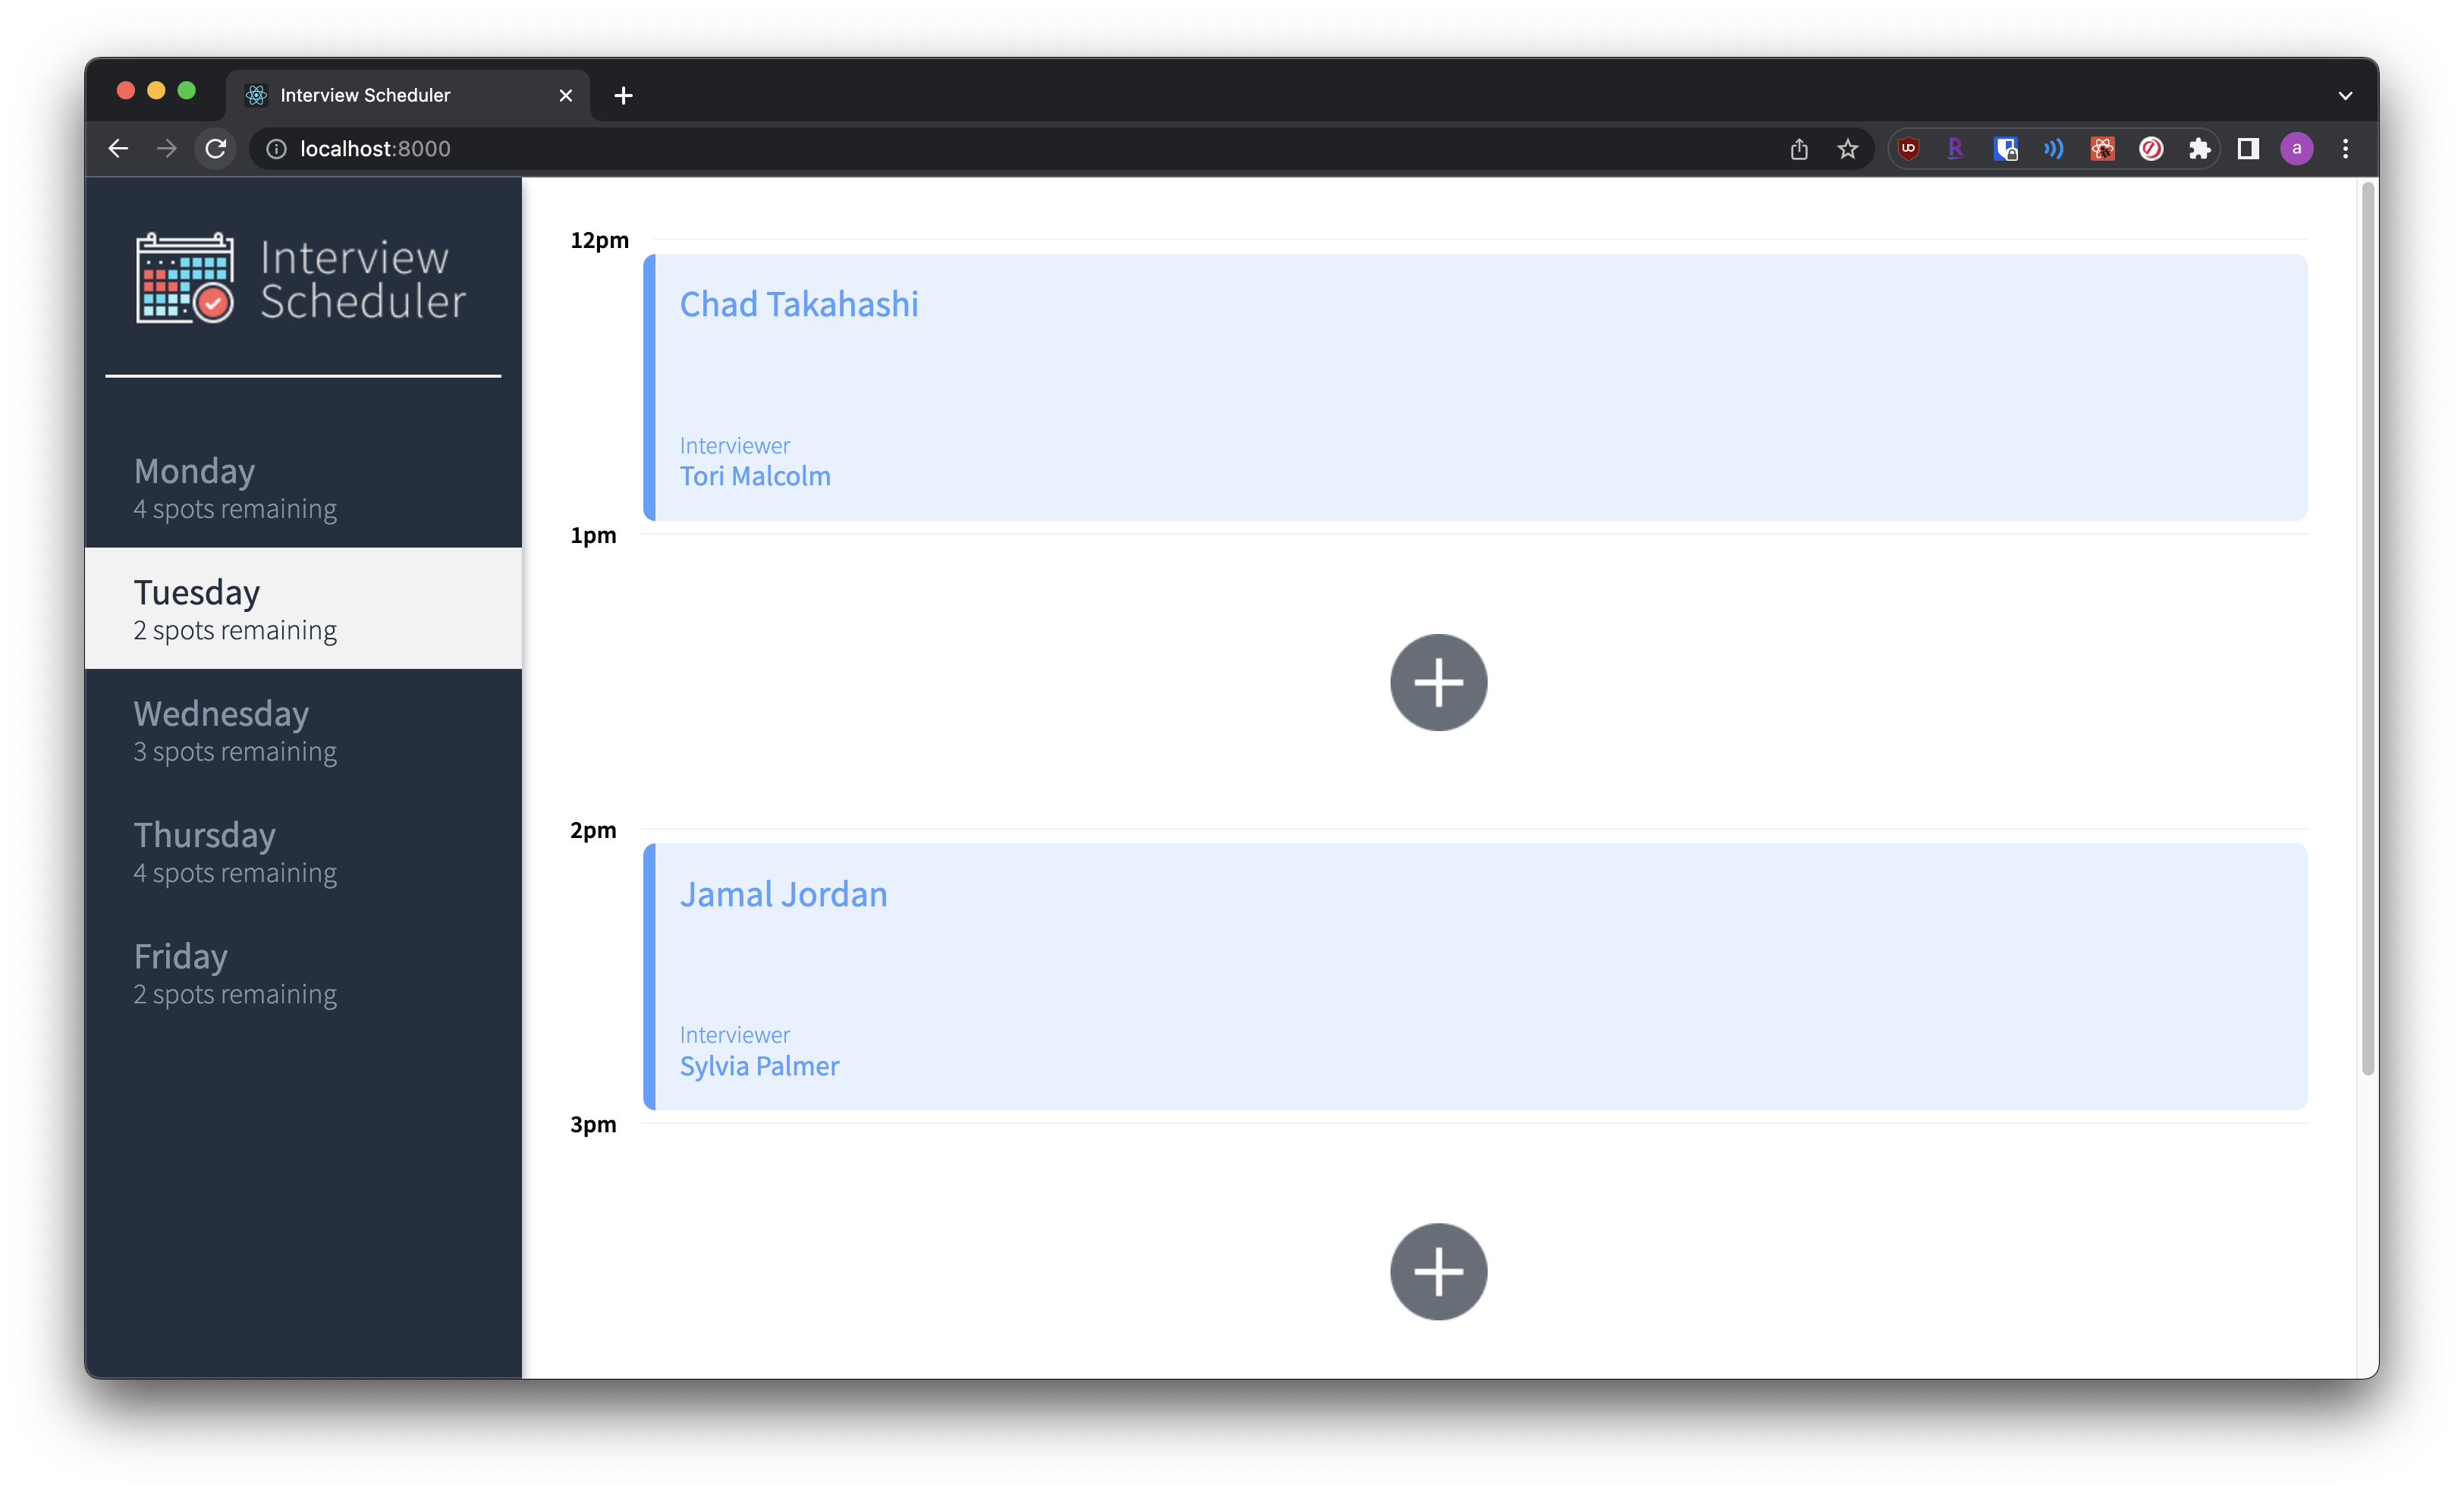 Interview Scheduler
localhost:8000
Interview
Scheduler
Monday
4 spots remaining
Tuesday
2 spots remaining
Wednesday
3 spots remaining
Thursday
4 spots remaining
Friday
2 spots remaining
12pm
Chad Takahashi
Interviewer
Tori Malcolm
1pm
2pm
Jamal Jordan
Interviewer
Sylvia Palmer
3pm
R
a